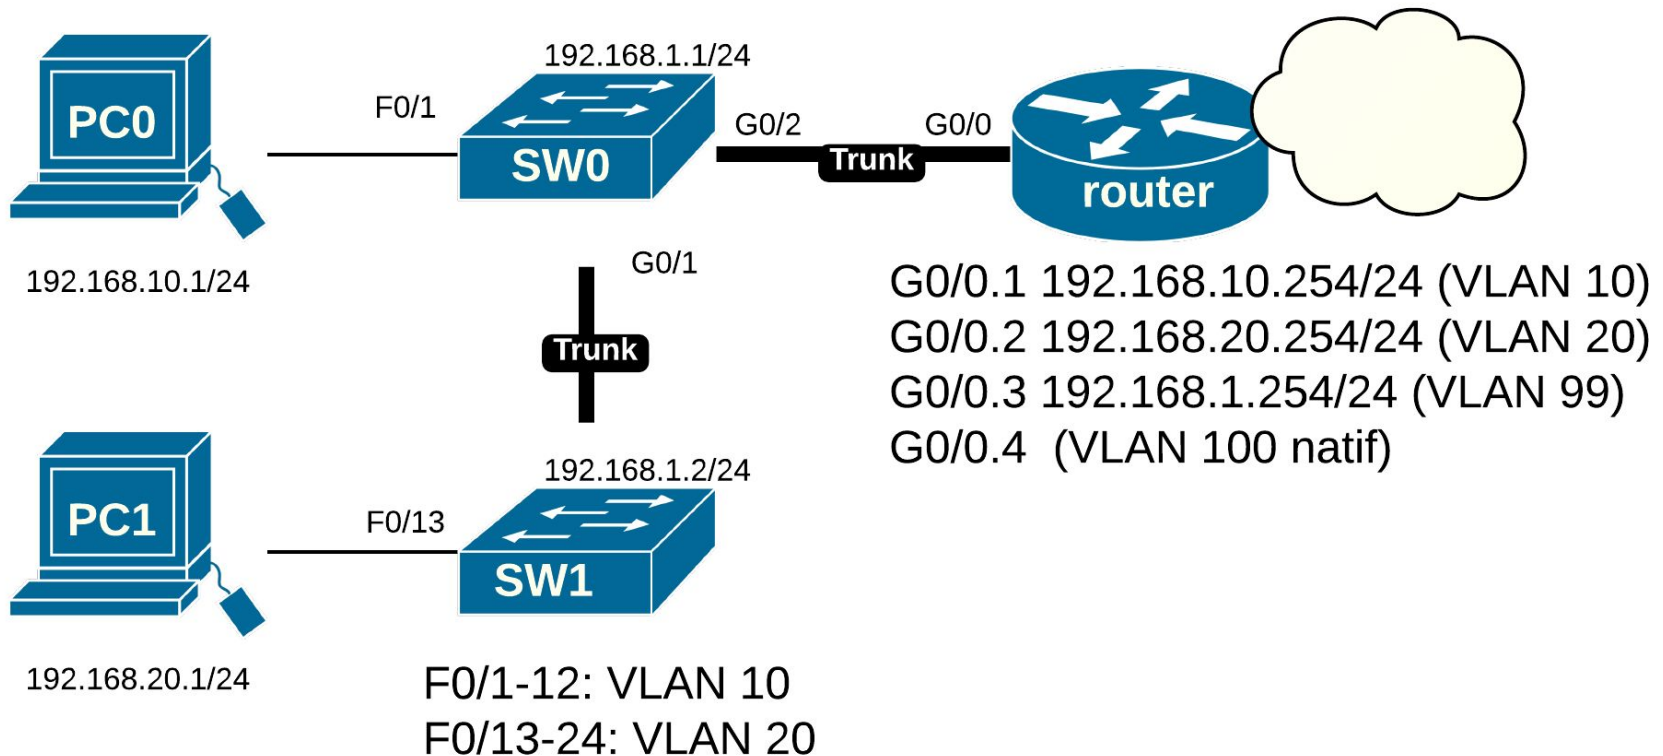 192.168.1.1/24
PC0
F0/1
SW0
G0/2
Trunk
G0/0
router
192.168.10.1/24
G0/1
Trunk
G0/0.1 192.168.10.254/24 (VLAN 10)
G0/0.2 192.168.20.254/24 (VLAN 20)
G0/0.3 192.168.1.254/24 (VLAN 99)
G0/0.4 (VLAN 100 natif)
192.168.1.2/24
PC1
F0/13
SW1
192.168.20.1/24
F0/1-12: VLAN 10
F0/13-24: VLAN 20